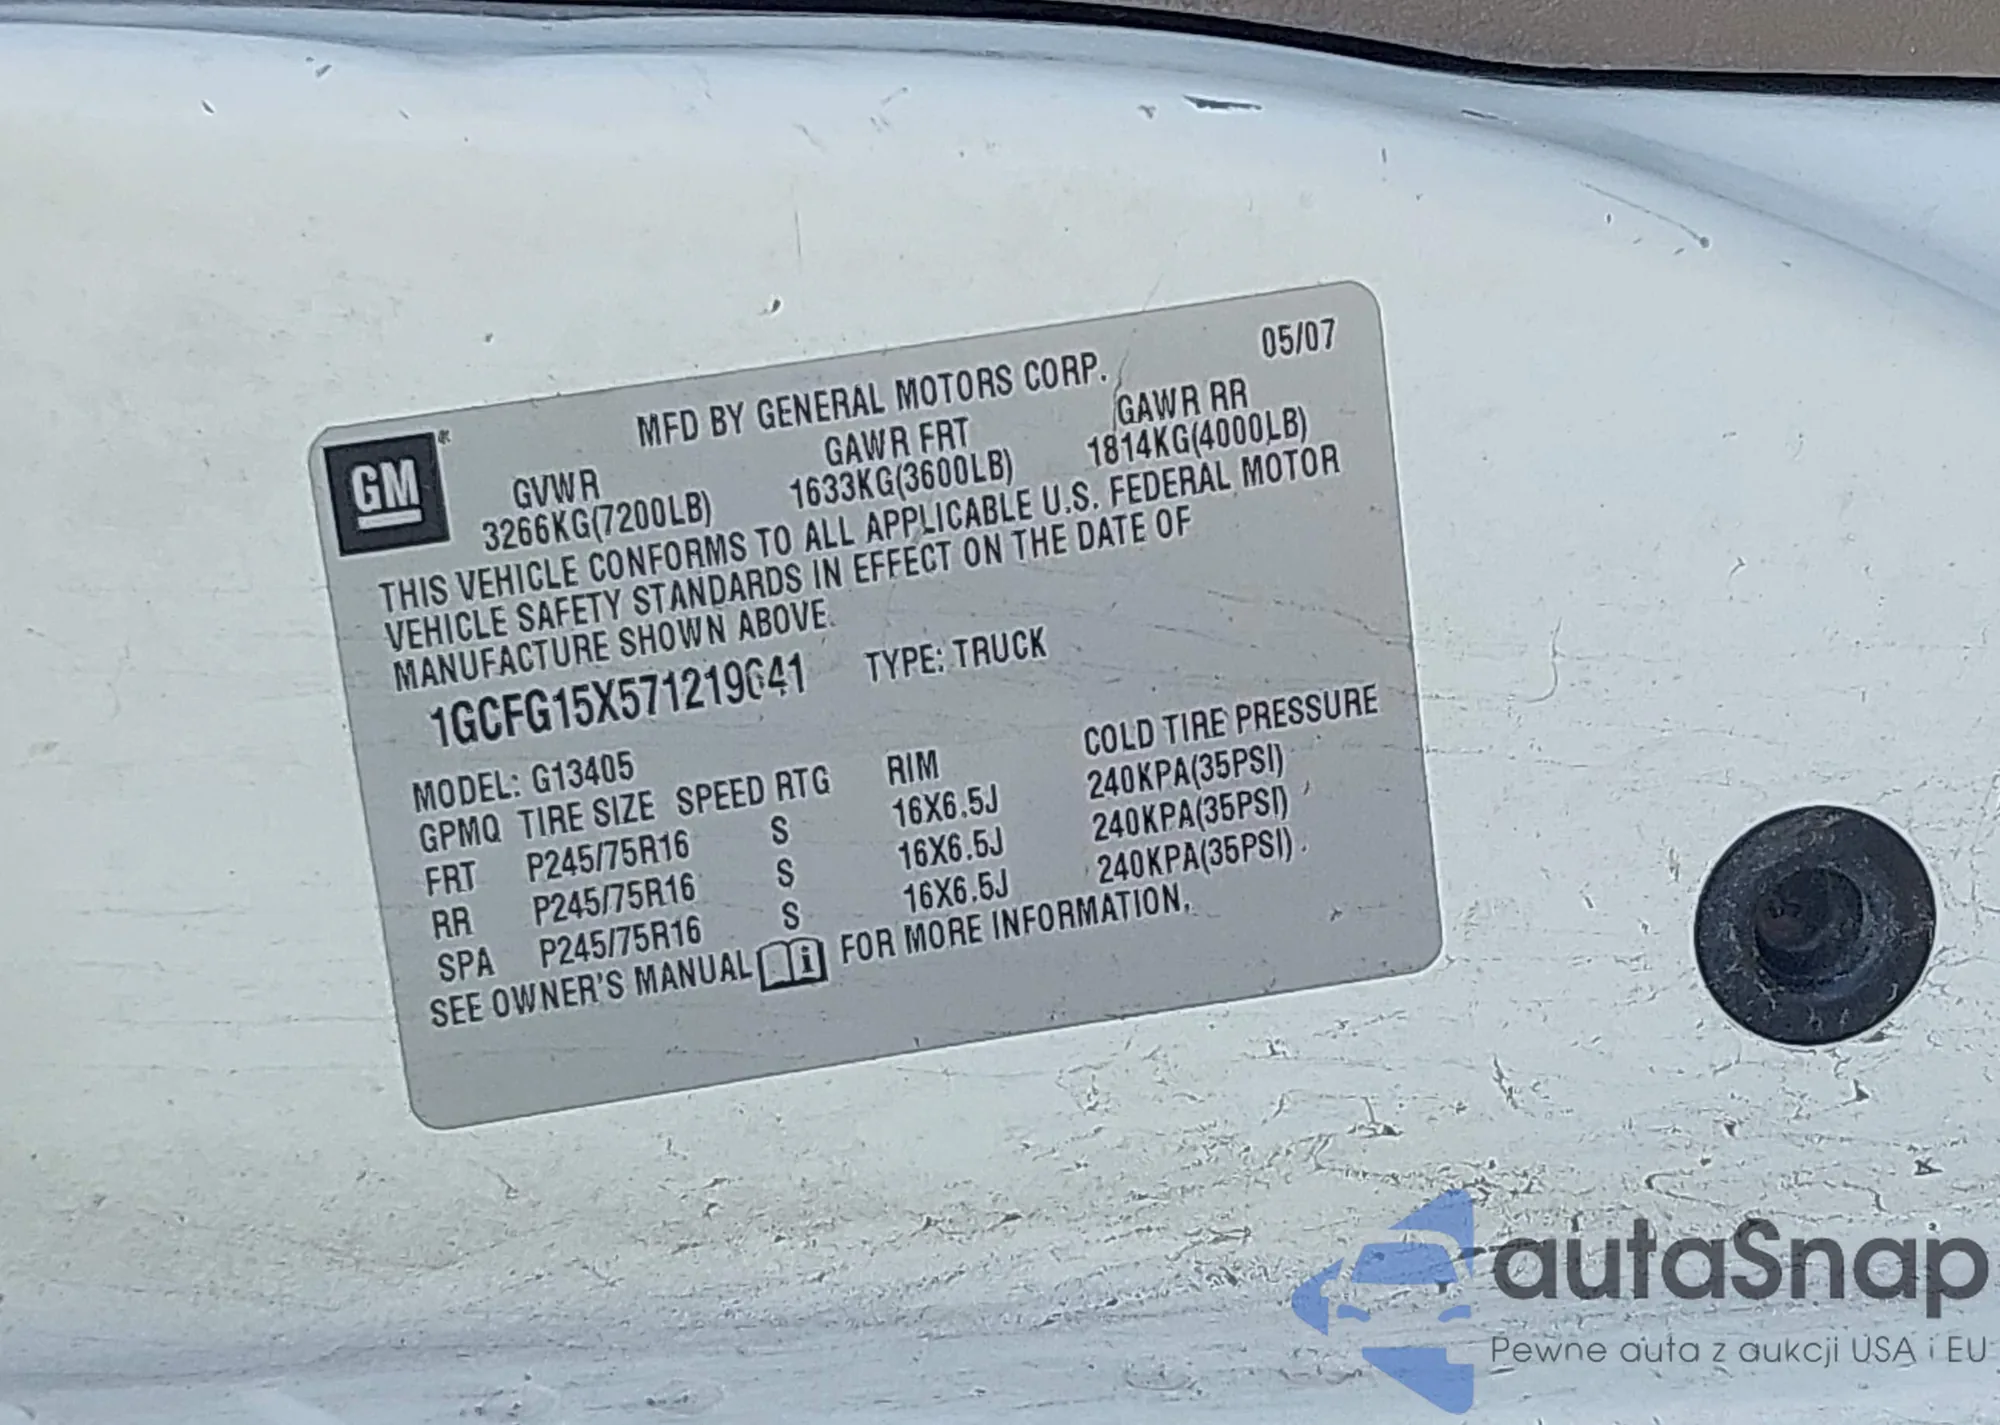 05/07
MFD BY GENERAL MOTORS CORP.
GM
GVWR GAWR FRT GAWR RR
3266KG(7200LB) 1633KG(3600LB) 1814KG(4000LB)
THIS VEHICLE CONFORMS TO ALL APPLICABLE U.S. FEDERAL MOTOR
VEHICLE SAFETY STANDARDS IN EFFECT ON THE DATE OF
MANUFACTURE SHOWN ABOVE.
1GCFG15X571219641 TYPE: TRUCK
MODEL: G13405
GPMQ TIRE SIZE SPEED RTG RIM COLD TIRE PRESSURE
FRT P245/75R16 S 16X6.5J 240KPA(35PSI)
RR P245/75R16 S 16X6.5J 240KPA(35PSI)
SPA P245/75R16 S 16X6.5J 240KPA(35PSI)
SEE OWNER'S MANUAL FOR MORE INFORMATION.
autaSnap
Pewne auta z aukcji USA i EU